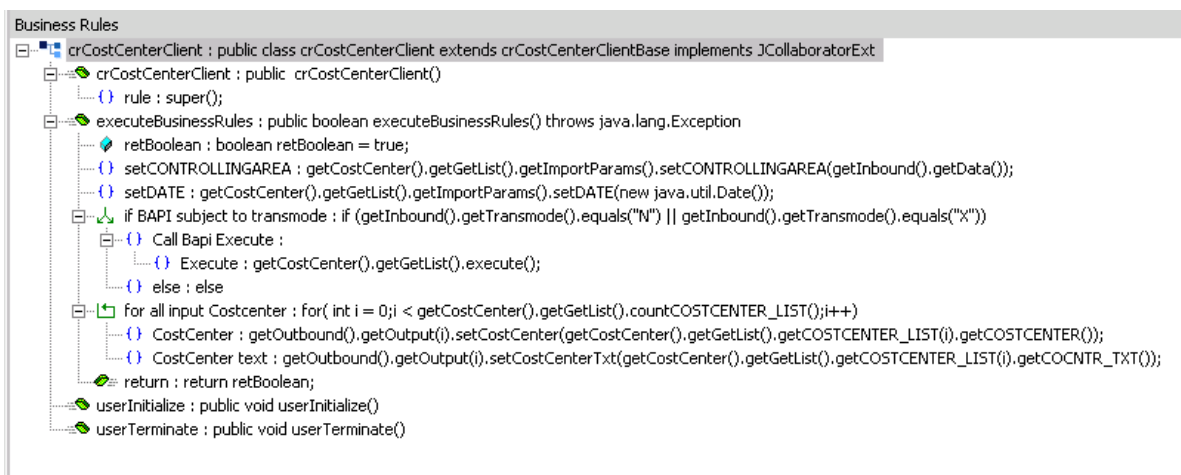 Business Rules
crCostCenterClient : public class crCostCenterClient extends crCostCenterClientBase implements JCollaboratorExt
crCostCenterClient : public  crCostCenterClient()
{} rule : super();
executeBusinessRules : public boolean executeBusinessRules() throws java.lang.Exception
retBoolean : boolean retBoolean = true;
{} setCONTROLLINGAREA : getCostCenter().getGetList().getImportParams().setCONTROLLINGAREA(getInbound().getData());
{} setDATE : getCostCenter().getGetList().getImportParams().setDATE(new java.util.Date());
if BAPI subject to transmode : if (getInbound().getTransmode().equals("N") || getInbound().getTransmode().equals("X"))
{} Call Bapi Execute :
{} Execute : getCostCenter().getGetList().execute();
{} else : else
for all input Costcenter : for( int i = 0;i < getCostCenter().getGetList().countCOSTCENTER_LIST();i++)
{} CostCenter : getOutbound().getOutput(i).setCostCenter(getCostCenter().getGetList().getCOSTCENTER_LIST(i).getCOSTCENTER());
{} CostCenter text : getOutbound().getOutput(i).setCostCenterTxt(getCostCenter().getGetList().getCOSTCENTER_LIST(i).getCOCNTR_TXT());
return : return retBoolean;
userInitialize : public void userInitialize()
userTerminate : public void userTerminate()